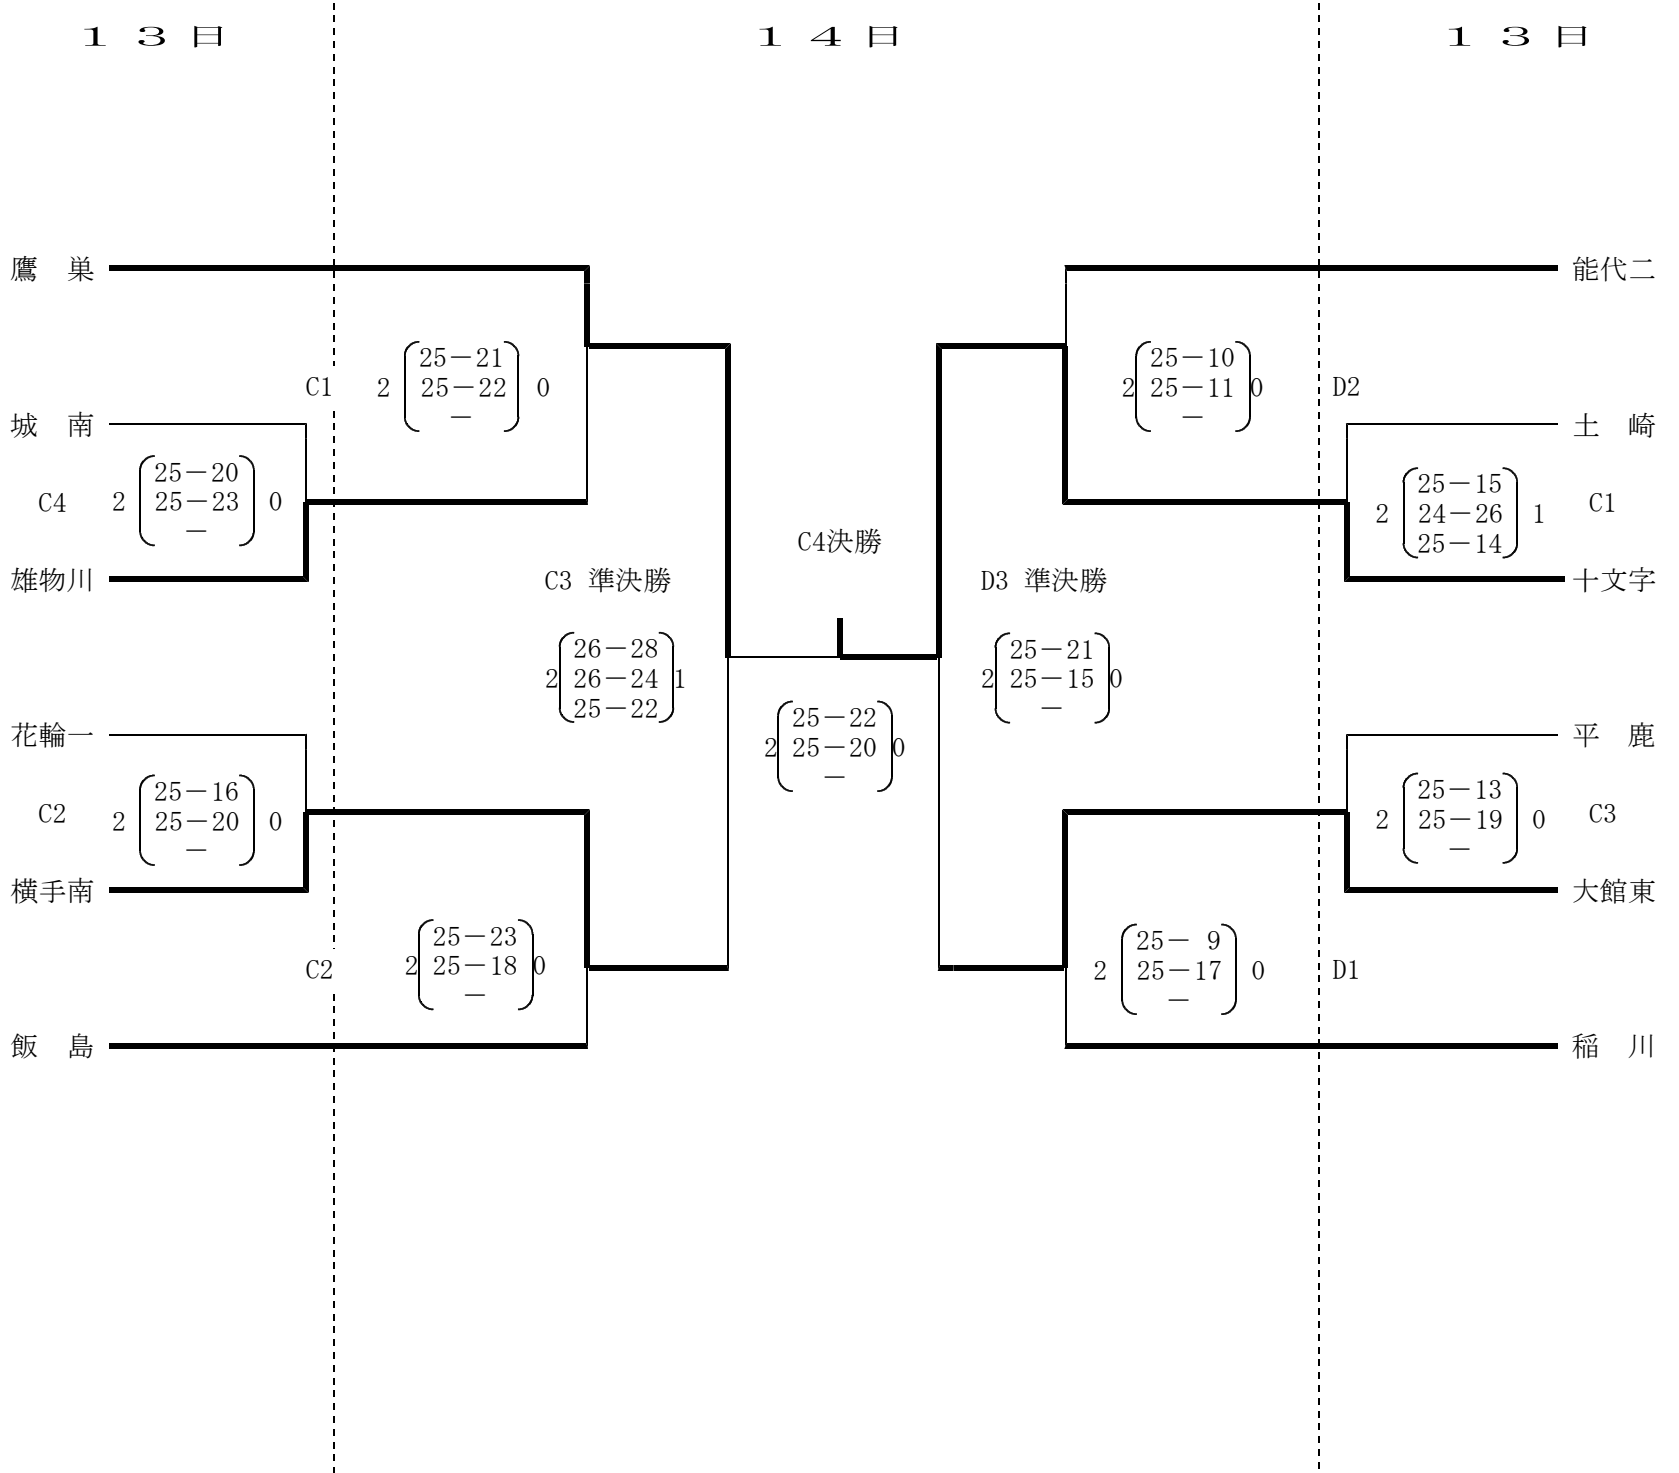 １３日
１４日
１３日
鷹　巣
能代二
25－21
C1 2 25－22 0
－
25－10
2 25－11 0 D2
－
城　南
土　崎
25－20
C4 2 25－23 0
－
25－15
2 24－26 1 C1
25－14
雄物川
十文字
C4決勝
C3 準決勝
D3 準決勝
26－28
2 26－24 1
25－22
25－21
2 25－15 0
－
25－22
2 25－20 0
－
花輪一
平　鹿
25－16
C2 2 25－20 0
－
25－13
2 25－19 0 C3
－
横手南
大館東
25－23
C2 2 25－18 0
－
25－ 9
2 25－17 0 D1
－
飯　島
稲　川